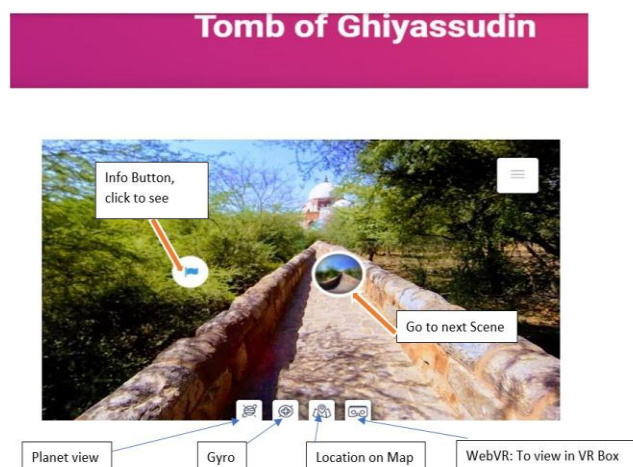 Tomb of Ghiyassudin
Info Button,
click to see
Go to next Scene
Planet view
Gyro
Location on Map
WebVR: To view in VR Box